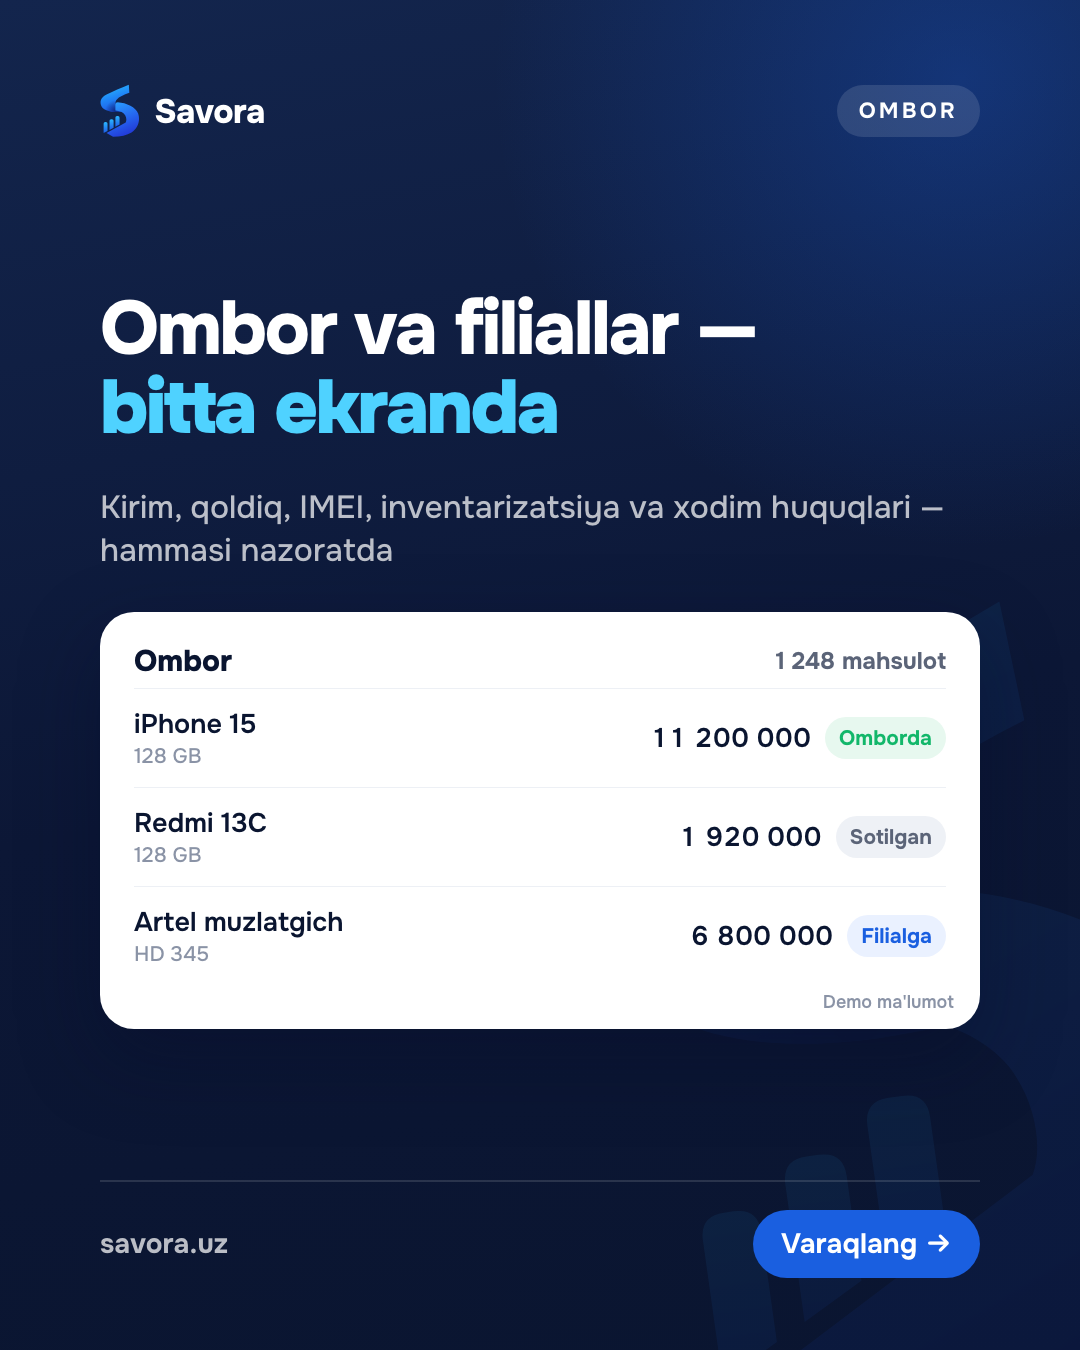 Savora
OMBOR
Ombor va filiallar —
bitta ekranda
Kirim, qoldiq, IMEI, inventarizatsiya va xodim huquqlari —
hammasi nazoratda
Ombor
1 248 mahsulot
iPhone 15
128 GB
11 200 000
Omborda
Redmi 13C
128 GB
1 920 000
Sotilgan
Artel muzlatgich
HD 345
6 800 000
Filialga
Demo ma'lumot
savora.uz
Varaqlang →